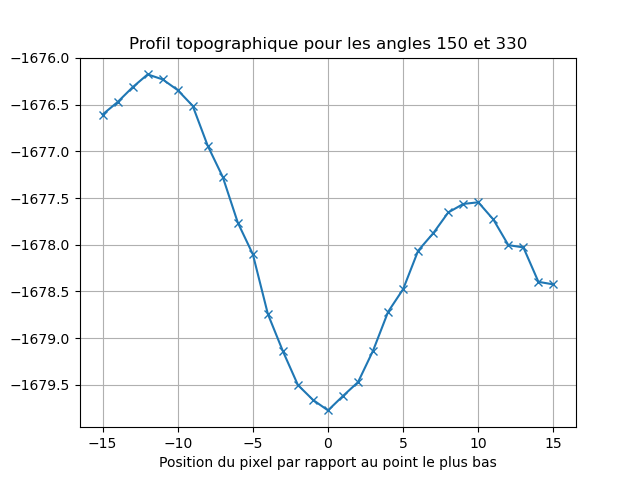 Profil topographique pour les angles 150 et 330
−1676.0
−1676.5
−1677.0
−1677.5
−1678.0
−1678.5
−1679.0
−1679.5
−15 −10 −5 0 5 10 15
Position du pixel par rapport au point le plus bas